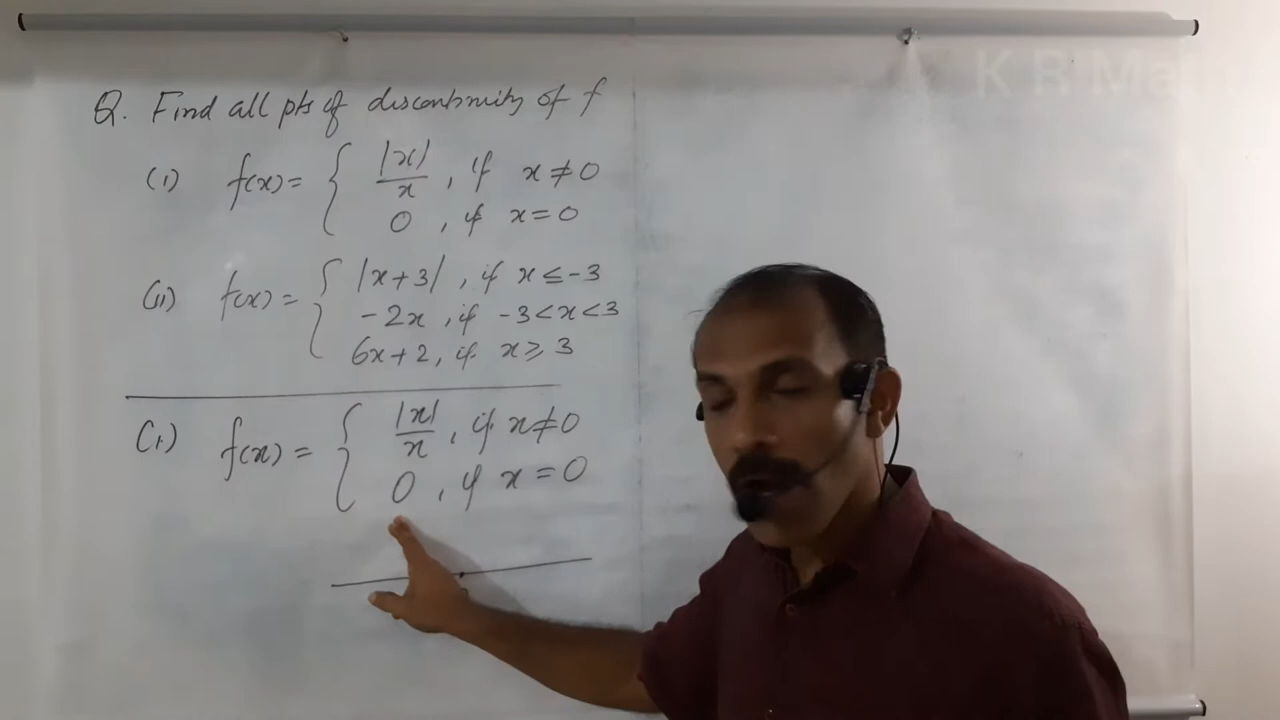 K R Ma
Q. Find all pts of discontinuity of f
(i) f(x) = { |x|/x , if x ≠ 0
0 , if x = 0
(ii) f(x) = { |x+3| , if x ≤ -3
-2x , if -3<x<3
6x+2, if x ≥ 3
(i) f(x) = { |x|/x , if x≠0
0 , if x = 0